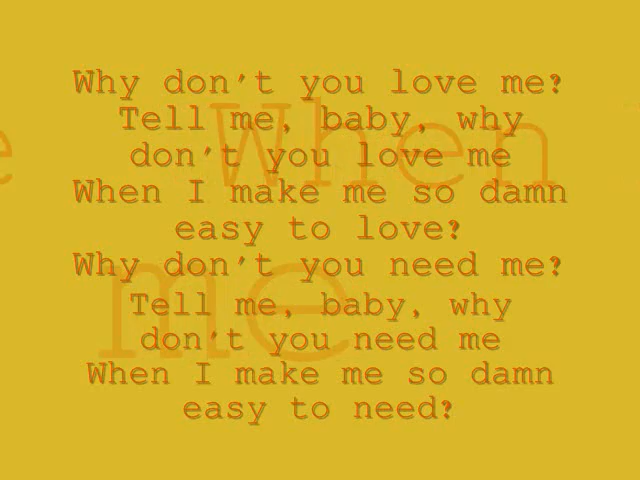 Why don't you love me?
Tell me, baby, why
don't you love me
When I make me so damn
easy to love?
Why don't you need me?
Tell me, baby, why
don't you need me
When I make me so damn
easy to need?
e When
me